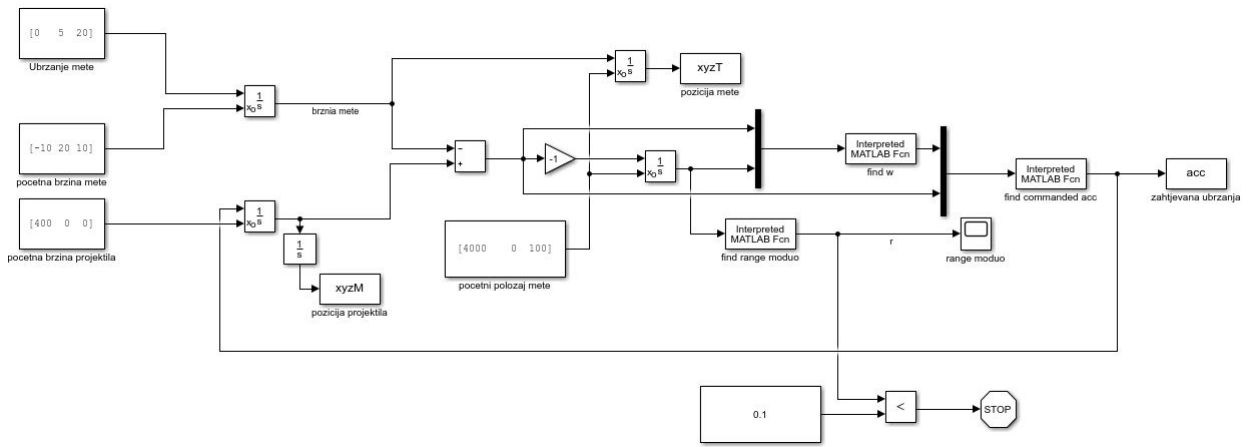 [0 5 20]
Ubrzanje mete
1
x₀ s
brznia mete
[-10 20 10]
pocetna brzina mete
[400 0 0]
pocetna brzina projektila
1
x₀ s
1
s
xyzM
pozicija projektila
−
+
-1
1
x₀ s
xyzT
pozicija mete
1
x₀ s
[4000 0 100]
pocetni polozaj mete
Interpreted
MATLAB Fcn
find w
Interpreted
MATLAB Fcn
find range moduo
r
range moduo
Interpreted
MATLAB Fcn
find commanded acc
acc
zahtjevana ubrzanja
0.1
<
STOP